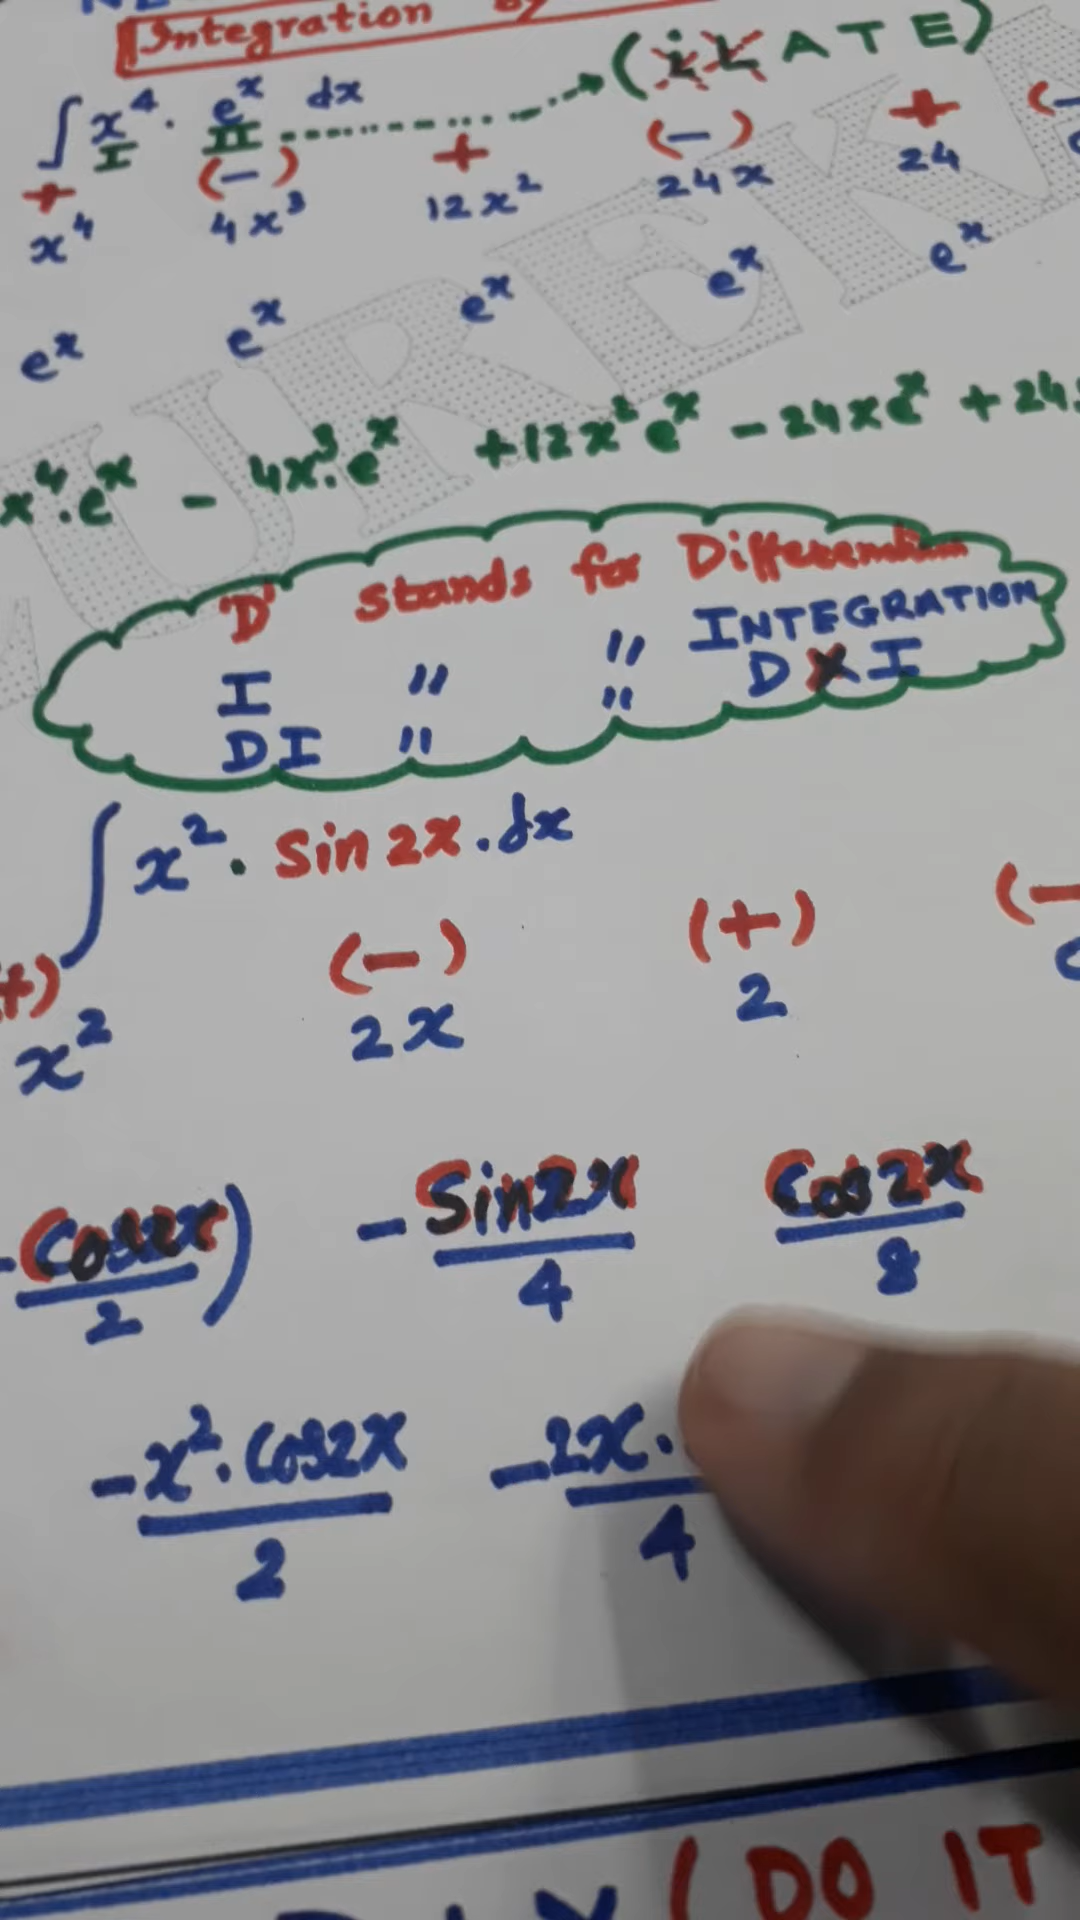 Integration by
(iLATE)
∫ x⁴. eˣ dx
I II
+ (-) + (-) + (-
x⁴ 4x³ 12x² 24x 24
eˣ eˣ eˣ eˣ eˣ
x⁴.eˣ - 4x³.eˣ +12x²eˣ - 24xeˣ + 24
'D' stands for Differentiation
I " " INTEGRATION
DI " " D X I
∫ x² . sin 2x . dx
+) (-) (+) (-
x² 2x 2
-cos2x/2) -Sin2x/4 Cos2x/8
-x².Cos2x/2 -2x./4
(DO IT